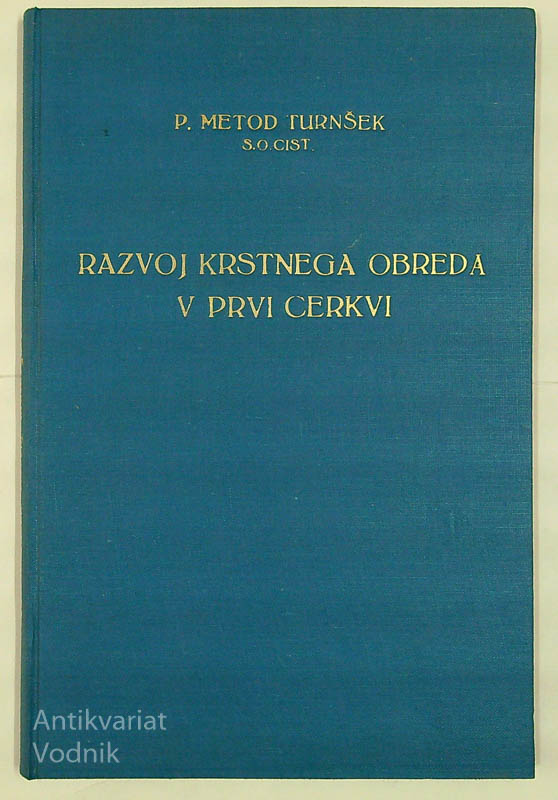 P. METOD TURNŠEK
S.O.CIST.
RAZVOJ KRSTNEGA OBREDA
V PRVI CERKVI
Antikvariat
Vodnik